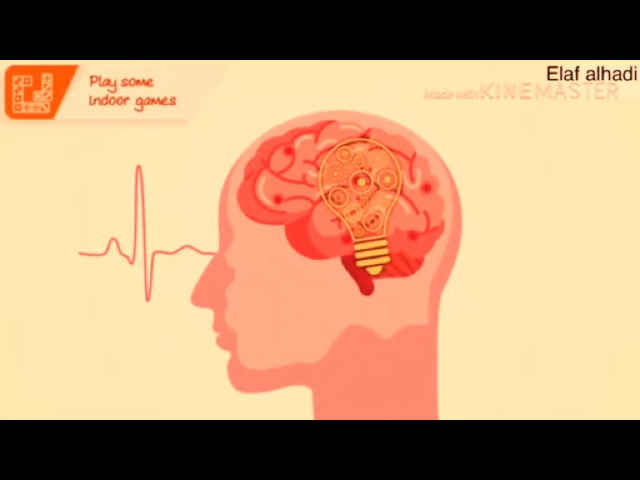 Elaf alhadi
Play some
Indoor games
Made with KINEMASTER